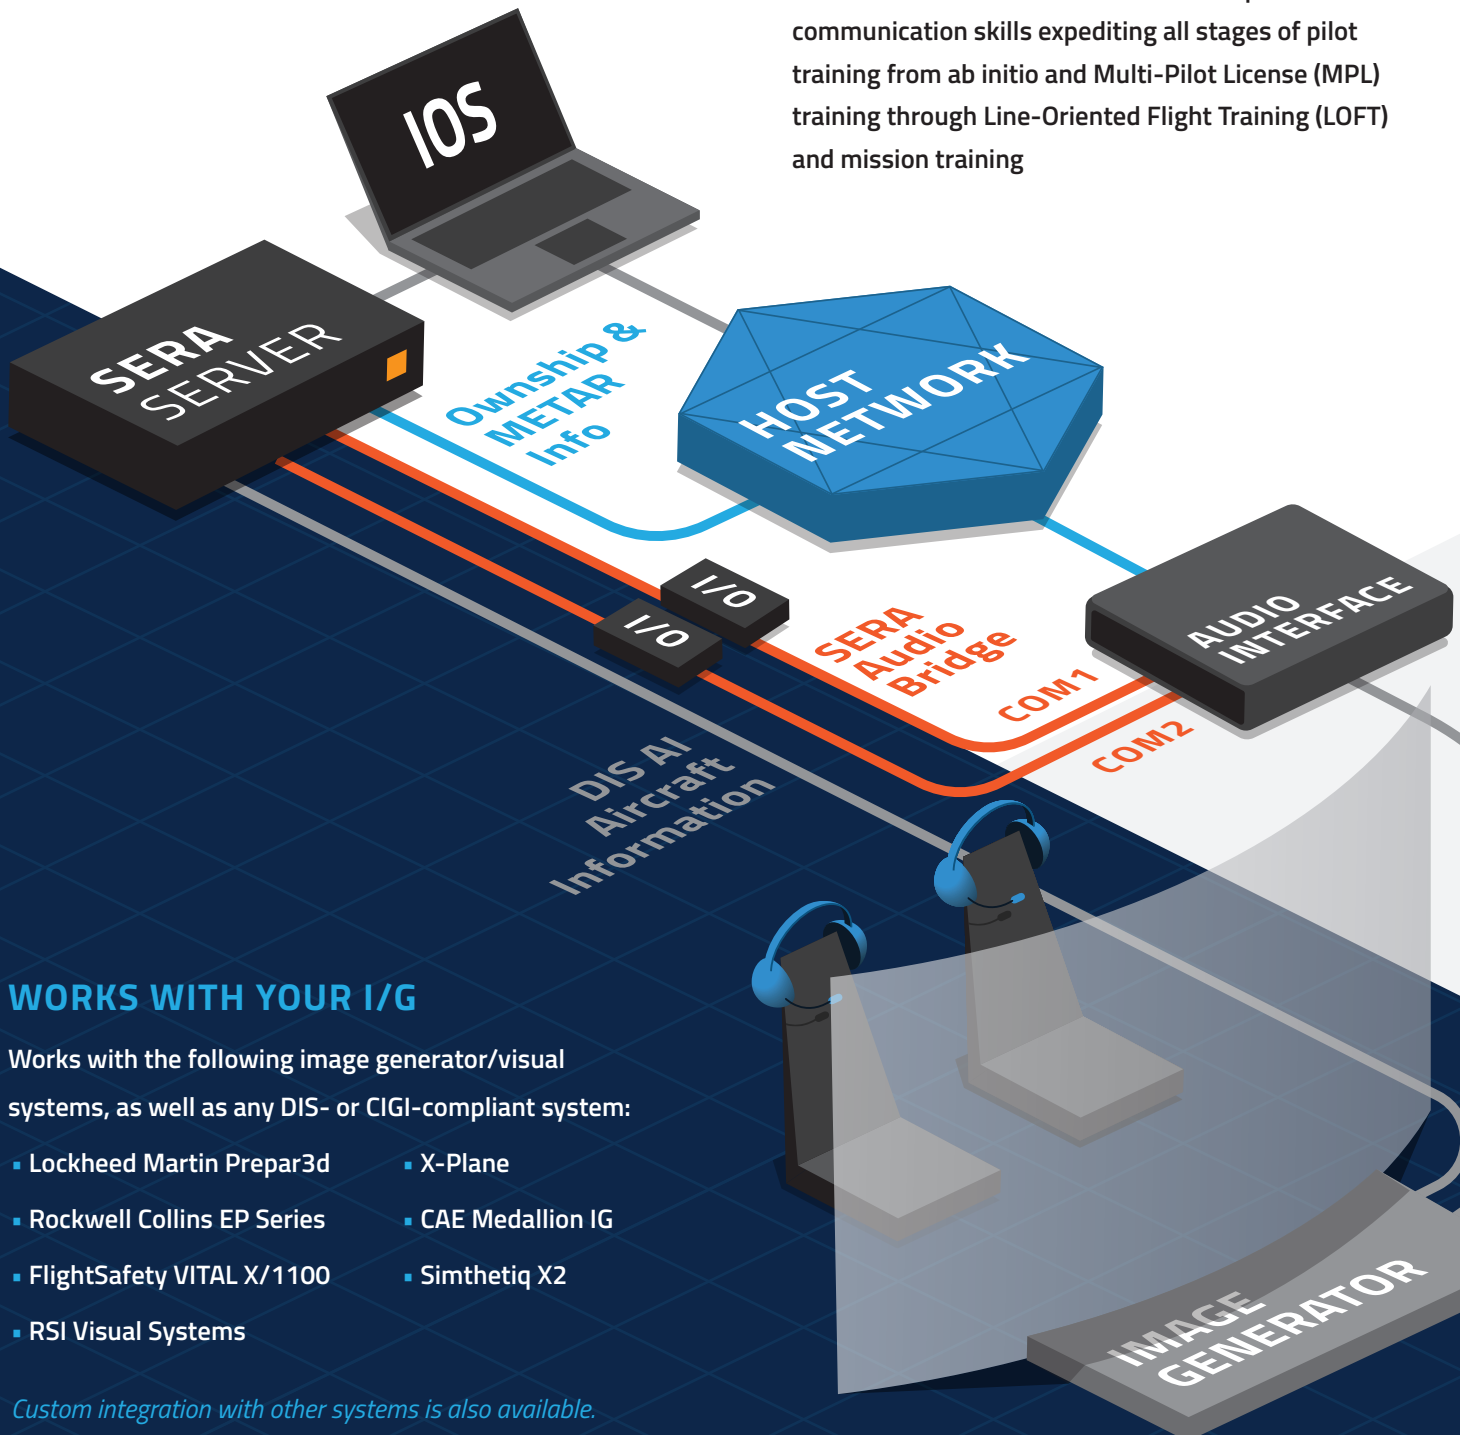 communication skills expediting all stages of pilot
training from ab initio and Multi-Pilot License (MPL)
training through Line-Oriented Flight Training (LOFT)
and mission training
IOS
SERA
SERVER
Ownship &
METAR
Info
HOST
NETWORK
I/O
I/O
SERA
Audio
Bridge
AUDIO
INTERFACE
COM1
COM2
DIS AI
Aircraft
Information
WORKS WITH YOUR I/G
Works with the following image generator/visual
systems, as well as any DIS- or CIGI-compliant system:
▪ Lockheed Martin Prepar3d
▪ Rockwell Collins EP Series
▪ FlightSafety VITAL X/1100
▪ RSI Visual Systems
▪ X-Plane
▪ CAE Medallion IG
▪ Simthetiq X2
Custom integration with other systems is also available.
IMAGE
GENERATOR